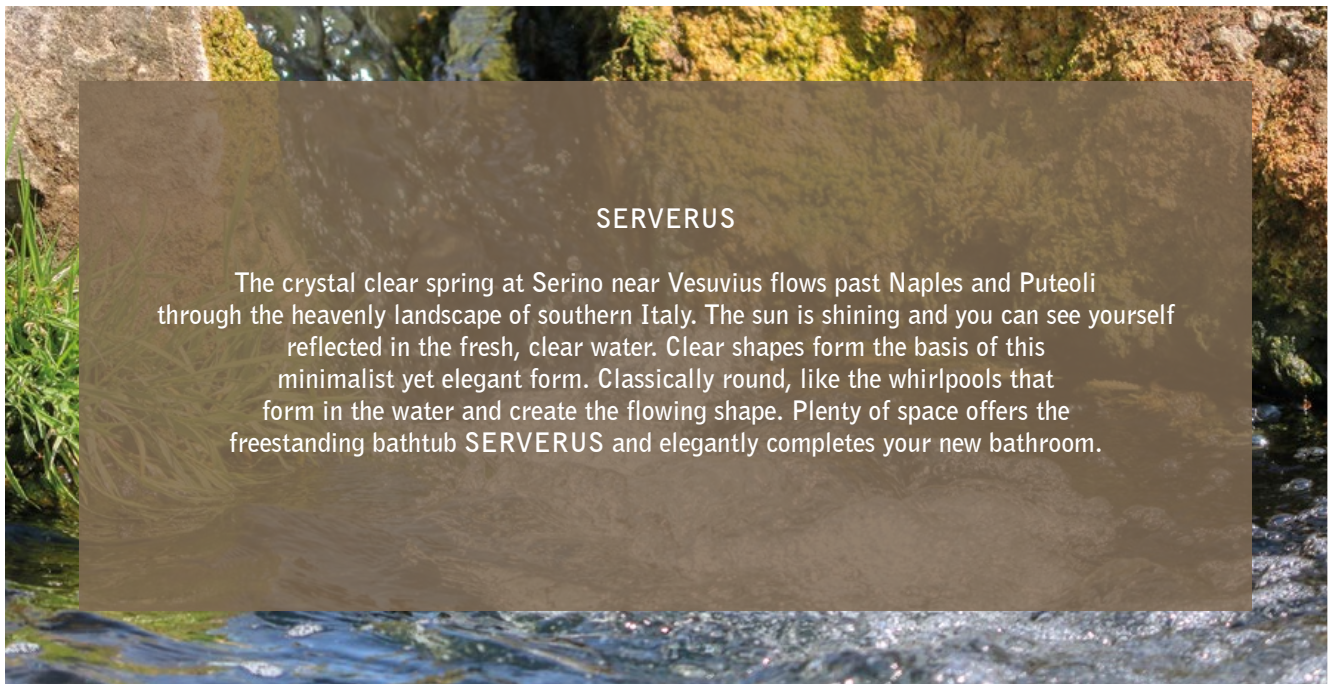 SERVERUS
The crystal clear spring at Serino near Vesuvius flows past Naples and Puteoli
through the heavenly landscape of southern Italy. The sun is shining and you can see yourself
reflected in the fresh, clear water. Clear shapes form the basis of this
minimalist yet elegant form. Classically round, like the whirlpools that
form in the water and create the flowing shape. Plenty of space offers the
freestanding bathtub SERVERUS and elegantly completes your new bathroom.